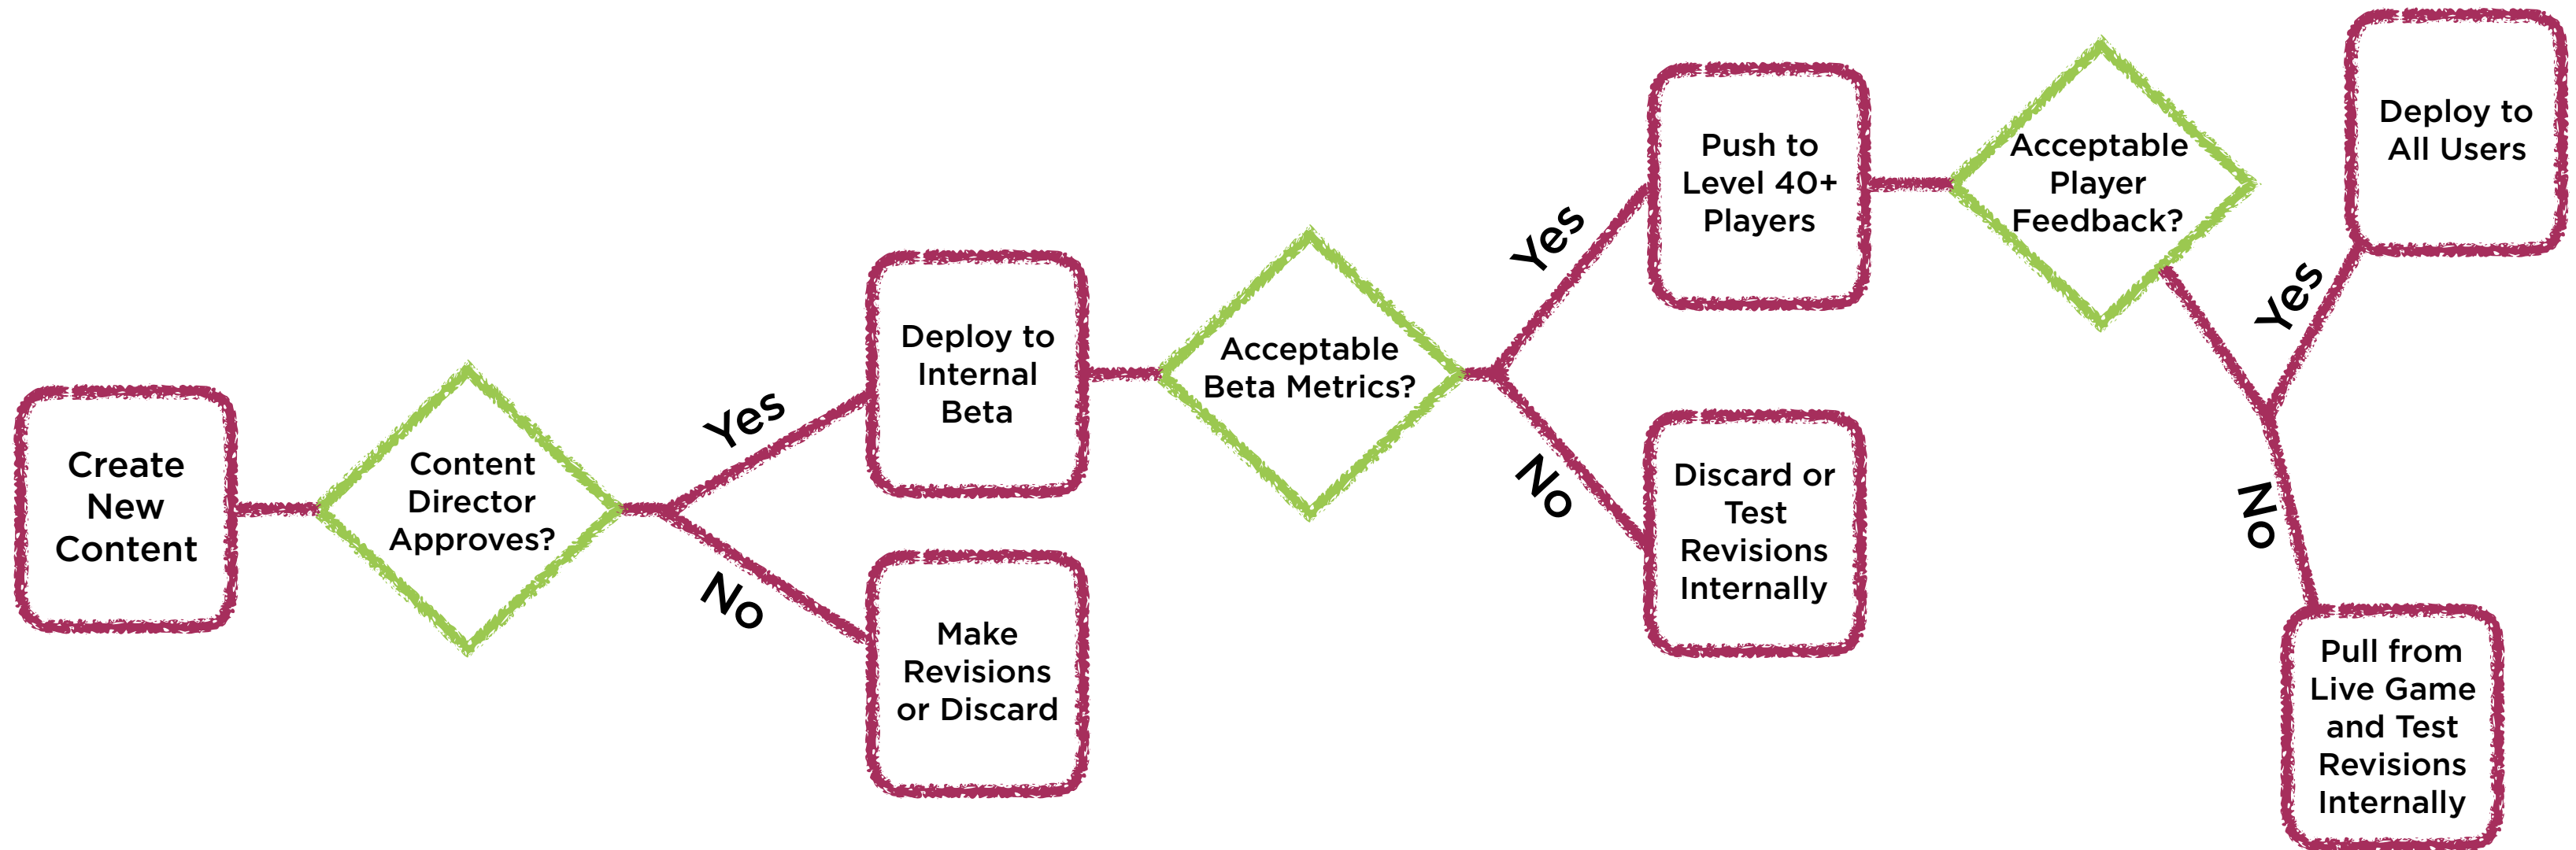 Create
New
Content
Content
Director
Approves?
Yes
No
Deploy to
Internal
Beta
Make
Revisions
or Discard
Acceptable
Beta Metrics?
Yes
No
Push to
Level 40+
Players
Discard or
Test
Revisions
Internally
Acceptable
Player
Feedback?
Yes
No
Deploy to
All Users
Pull from
Live Game
and Test
Revisions
Internally